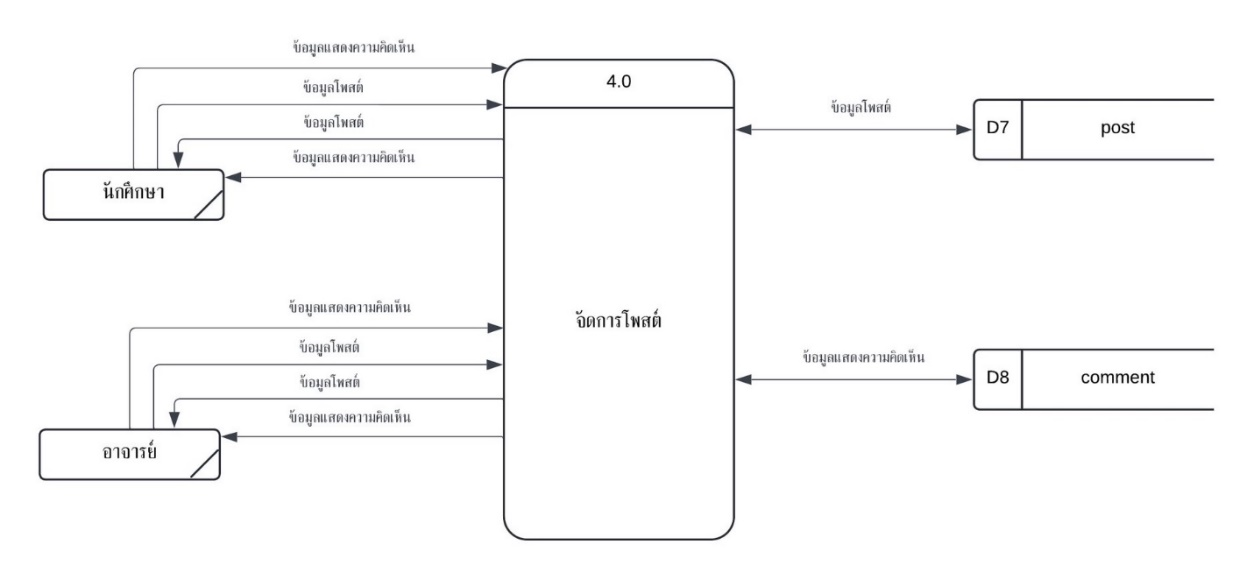 ข้อมูลแสดงความคิดเห็น
ข้อมูลโพสต์
ข้อมูลโพสต์
ข้อมูลแสดงความคิดเห็น
นักศึกษา
4.0
ข้อมูลโพสต์
D7 post
ข้อมูลแสดงความคิดเห็น
ข้อมูลโพสต์
ข้อมูลโพสต์
ข้อมูลแสดงความคิดเห็น
อาจารย์
จัดการโพสต์
ข้อมูลแสดงความคิดเห็น
D8 comment